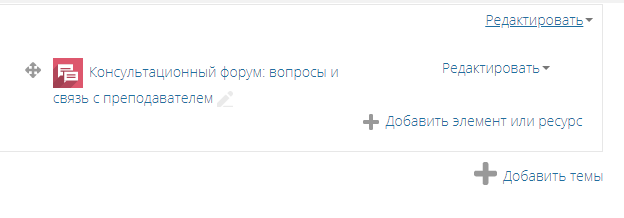 Редактировать
Консультационный форум: вопросы и
Редактировать
связь с преподавателем
Добавить элемент или ресурс
Добавить темы